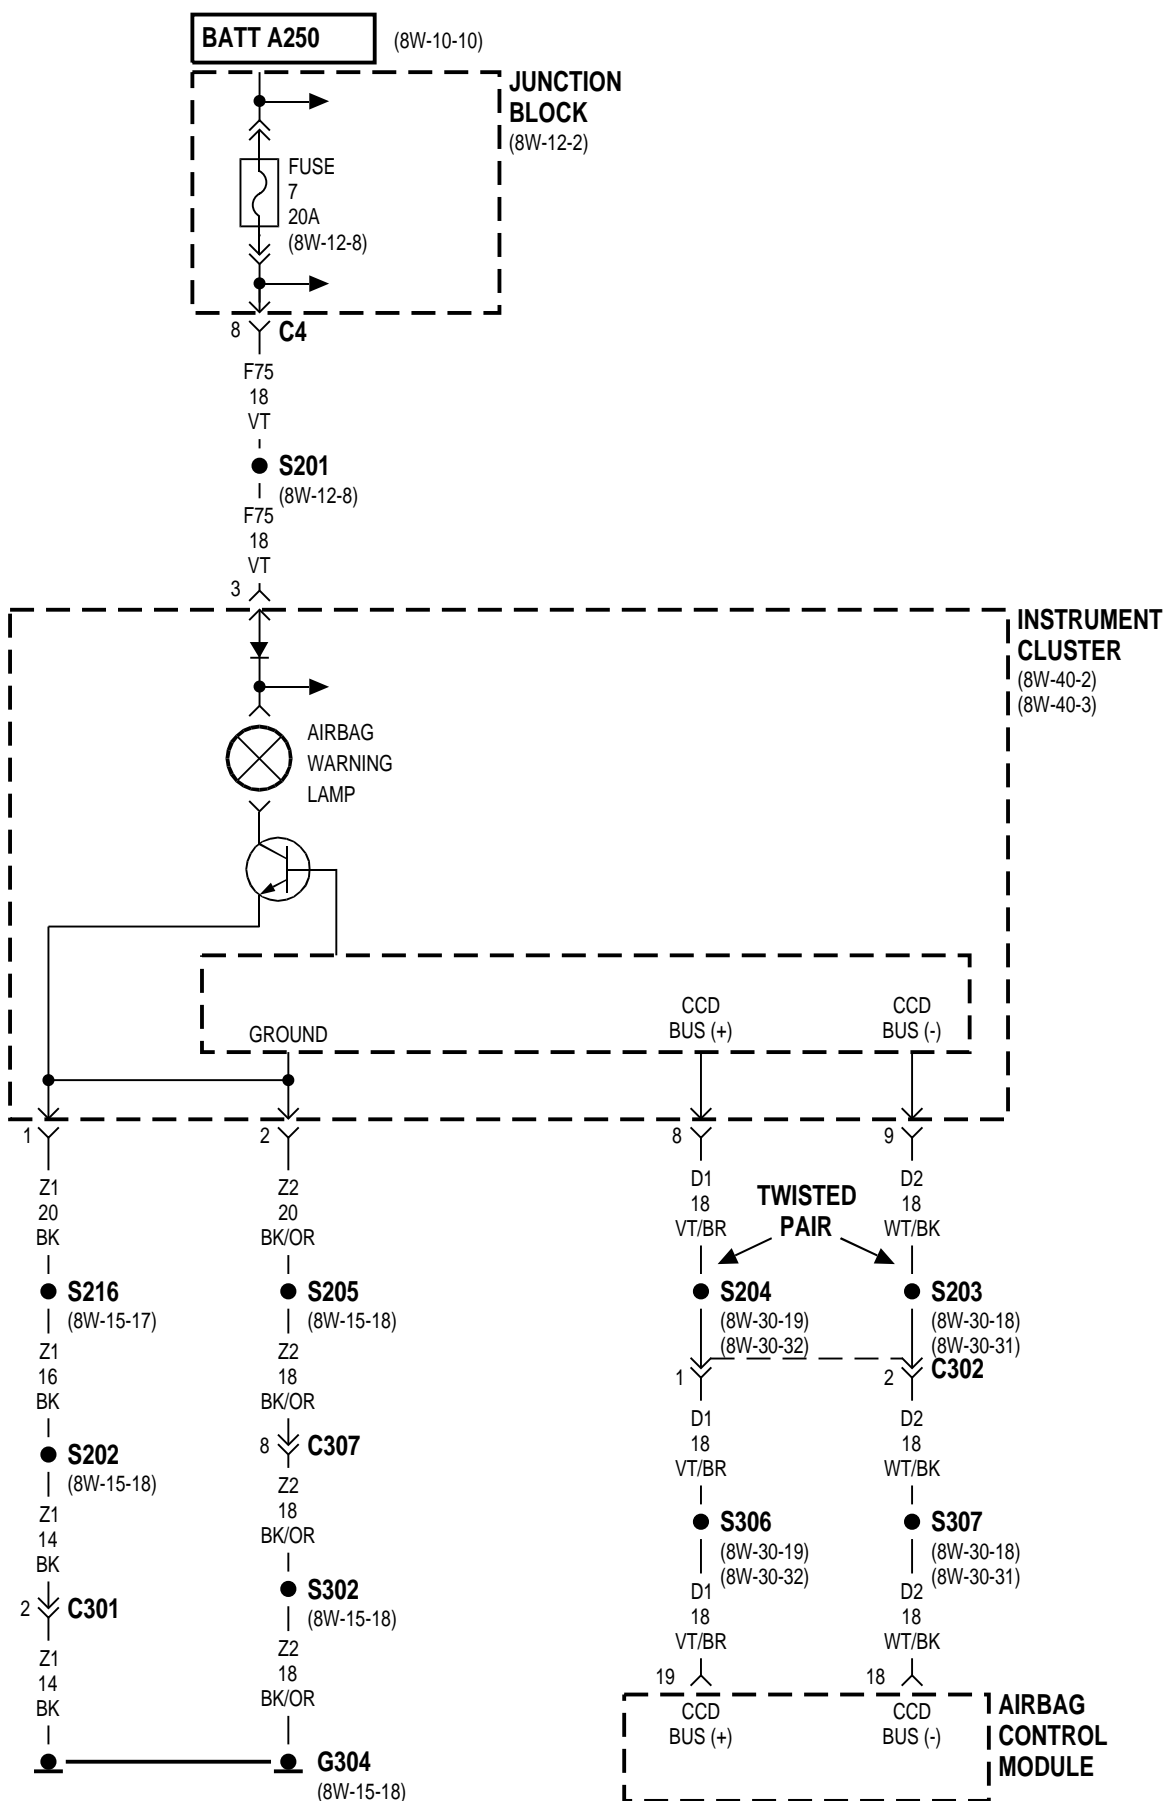 BATT A250
(8W-10-10)
JUNCTION
BLOCK
(8W-12-2)
FUSE
7
20A
(8W-12-8)
8
C4
F75
18
VT
S201
(8W-12-8)
F75
18
VT
3
INSTRUMENT
CLUSTER
(8W-40-2)
(8W-40-3)
AIRBAG
WARNING
LAMP
GROUND
CCD
BUS (+)
CCD
BUS (-)
1
2
8
9
Z1
20
BK
Z2
20
BK/OR
D1
18
VT/BR
TWISTED
PAIR
D2
18
WT/BK
S216
(8W-15-17)
S205
(8W-15-18)
S204
(8W-30-19)
(8W-30-32)
S203
(8W-30-18)
(8W-30-31)
Z1
16
BK
Z2
18
BK/OR
1
2
C302
D1
18
VT/BR
D2
18
WT/BK
S202
(8W-15-18)
8
C307
Z1
14
BK
Z2
18
BK/OR
S306
(8W-30-19)
(8W-30-32)
S307
(8W-30-18)
(8W-30-31)
2
C301
S302
(8W-15-18)
D1
18
VT/BR
D2
18
WT/BK
Z1
14
BK
Z2
18
BK/OR
19
18
CCD
BUS (+)
CCD
BUS (-)
AIRBAG
CONTROL
MODULE
G304
(8W-15-18)